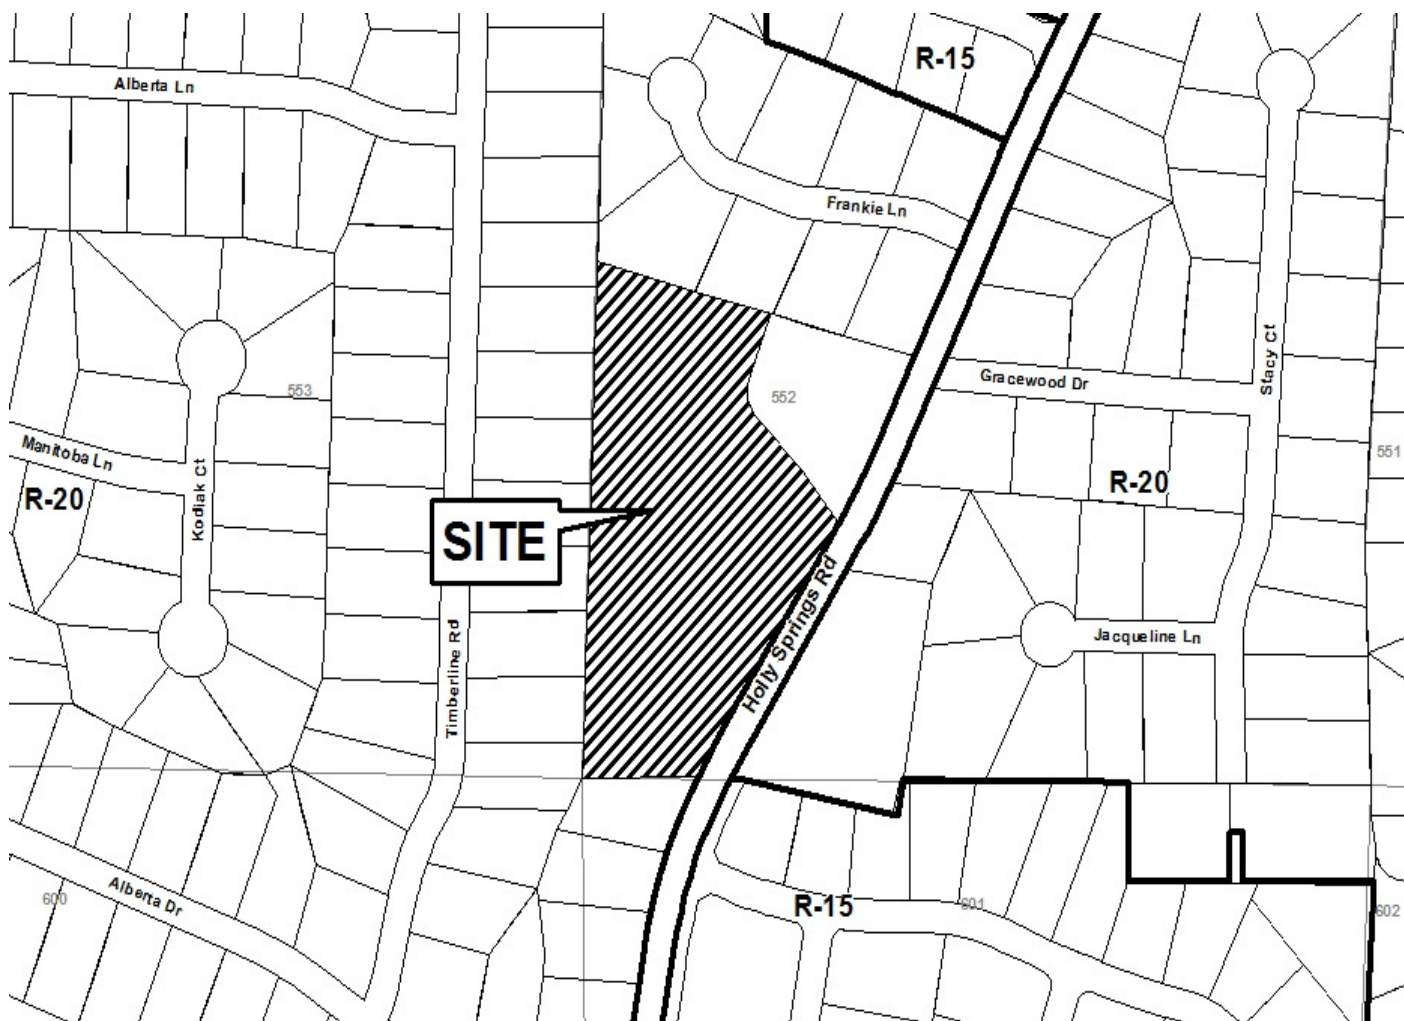 R-15
Alberta Ln
Frankie Ln
Stacy Ct
Gracewood Dr
553
552
551
Manitoba Ln
R-20
Kodiak Ct
R-20
SITE
Holly Springs Rd
Jacqueline Ln
Timberline Rd
600
Alberta Dr
R-15
601
602